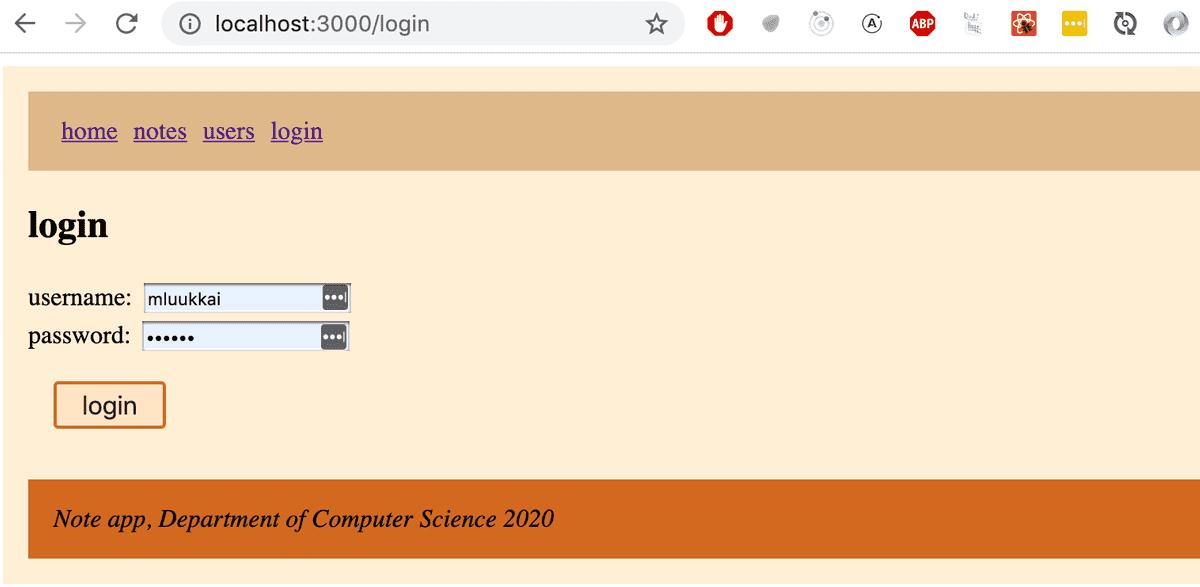 localhost:3000/login
A
ABP
home notes users login
login
username: mluukkai
password: ••••••
login
Note app, Department of Computer Science 2020